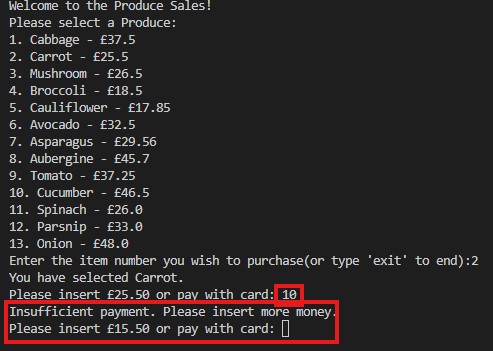 Welcome to the Produce Sales!
Please select a Produce:
1. Cabbage - £37.5
2. Carrot - £25.5
3. Mushroom - £26.5
4. Broccoli - £18.5
5. Cauliflower - £17.85
6. Avocado - £32.5
7. Asparagus - £29.56
8. Aubergine - £45.7
9. Tomato - £37.25
10. Cucumber - £46.5
11. Spinach - £26.0
12. Parsnip - £33.0
13. Onion - £48.0
Enter the item number you wish to purchase(or type 'exit' to end):2
You have selected Carrot.
Please insert £25.50 or pay with card: 10
Insufficient payment. Please insert more money.
Please insert £15.50 or pay with card: